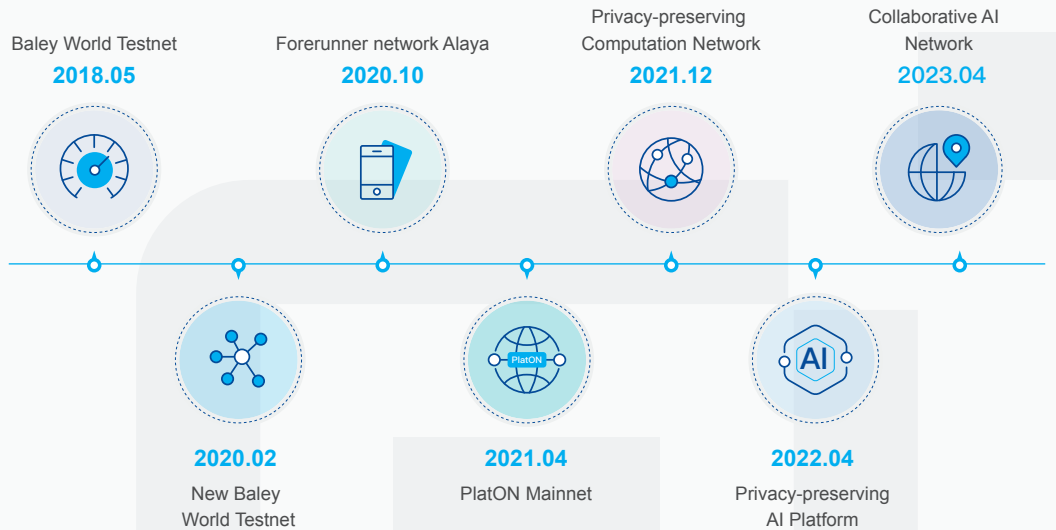 Baley World Testnet
2018.05
Forerunner network Alaya
2020.10
Privacy-preserving
Computation Network
2021.12
Collaborative AI
Network
2023.04
PlatON
AI
2020.02
New Baley
World Testnet
2021.04
PlatON Mainnet
2022.04
Privacy-preserving
AI Platform